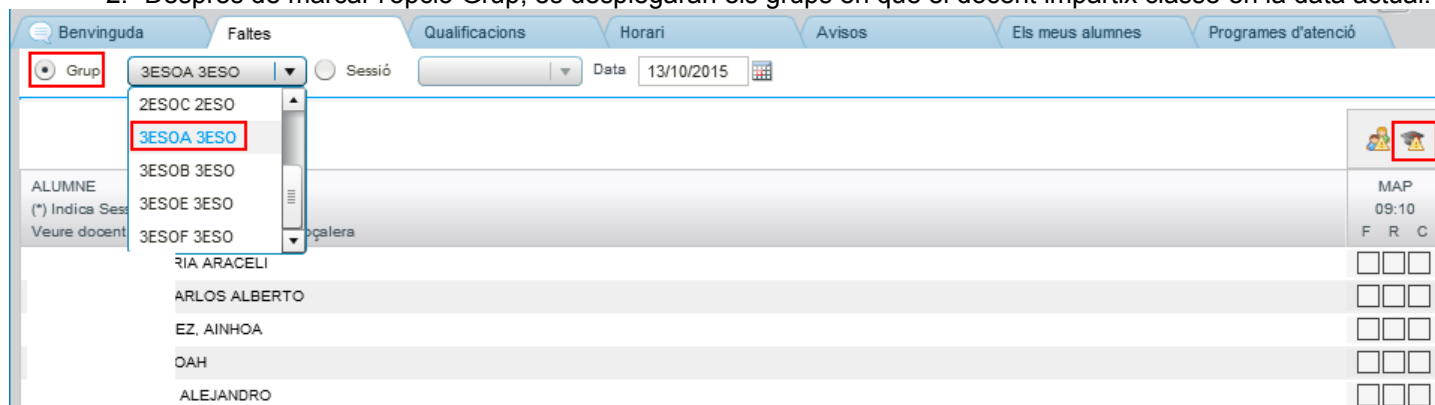 2. Després de marcar l'opció Grup, es desplegaran els grups en què el docent impartix classe en la data actual.
Benvinguda Faltes Qualificacions Horari Avisos Els meus alumnes Programes d'atenció
Grup 3ESOA 3ESO Sessió Data 13/10/2015
2ESOC 2ESO
3ESOA 3ESO
3ESOB 3ESO
3ESOE 3ESO
3ESOF 3ESO
ALUMNE MAP
(*) Indica Sess 09:10
Veure docent oçalera F R C
RIA ARACELI
ARLOS ALBERTO
EZ, AINHOA
OAH
ALEJANDRO